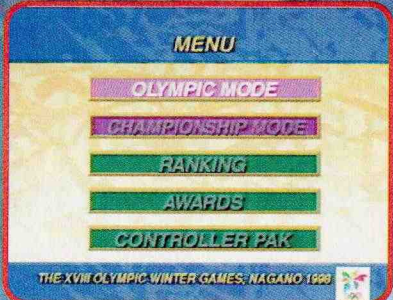 MENU
OLYMPIC MODE
CHAMPIONSHIP MODE
RANKING
AWARDS
CONTROLLER PAK
THE XVIII OLYMPIC WINTER GAMES, NAGANO 1998